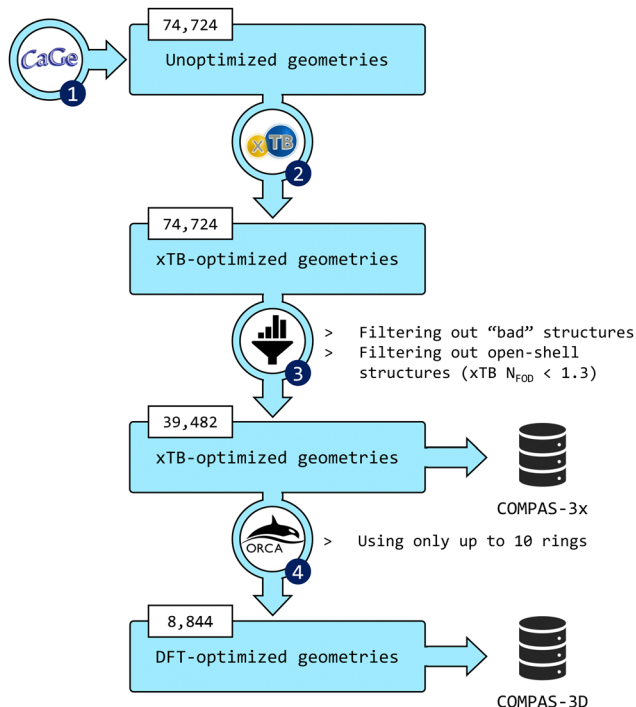 74,724
CaGe
Unoptimized geometries
1
xTB
2
74,724
xTB-optimized geometries
> Filtering out “bad” structures
> Filtering out open-shell
structures (xTB N_FOD < 1.3)
3
39,482
xTB-optimized geometries
COMPAS-3x
ORCA
> Using only up to 10 rings
4
8,844
DFT-optimized geometries
COMPAS-3D